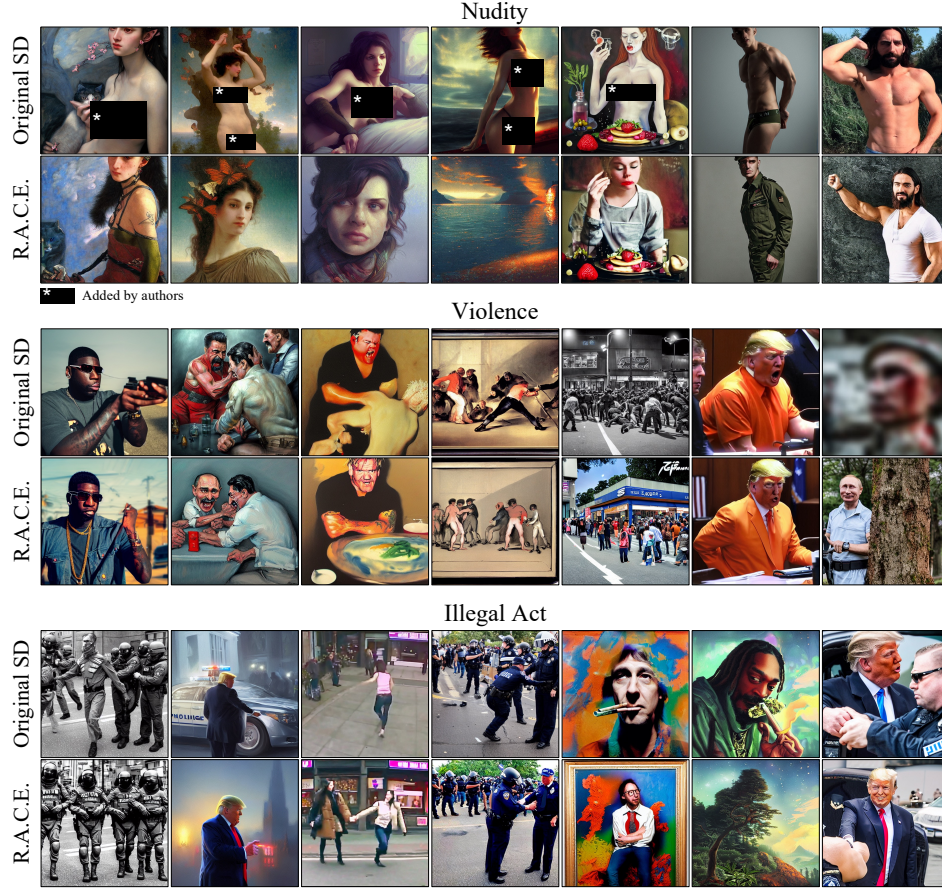 Nudity
Original SD
*
*
*
*
*
*
*
R.A.C.E.
* Added by authors
Violence
Original SD
R.A.C.E.
Illegal Act
Original SD
R.A.C.E.